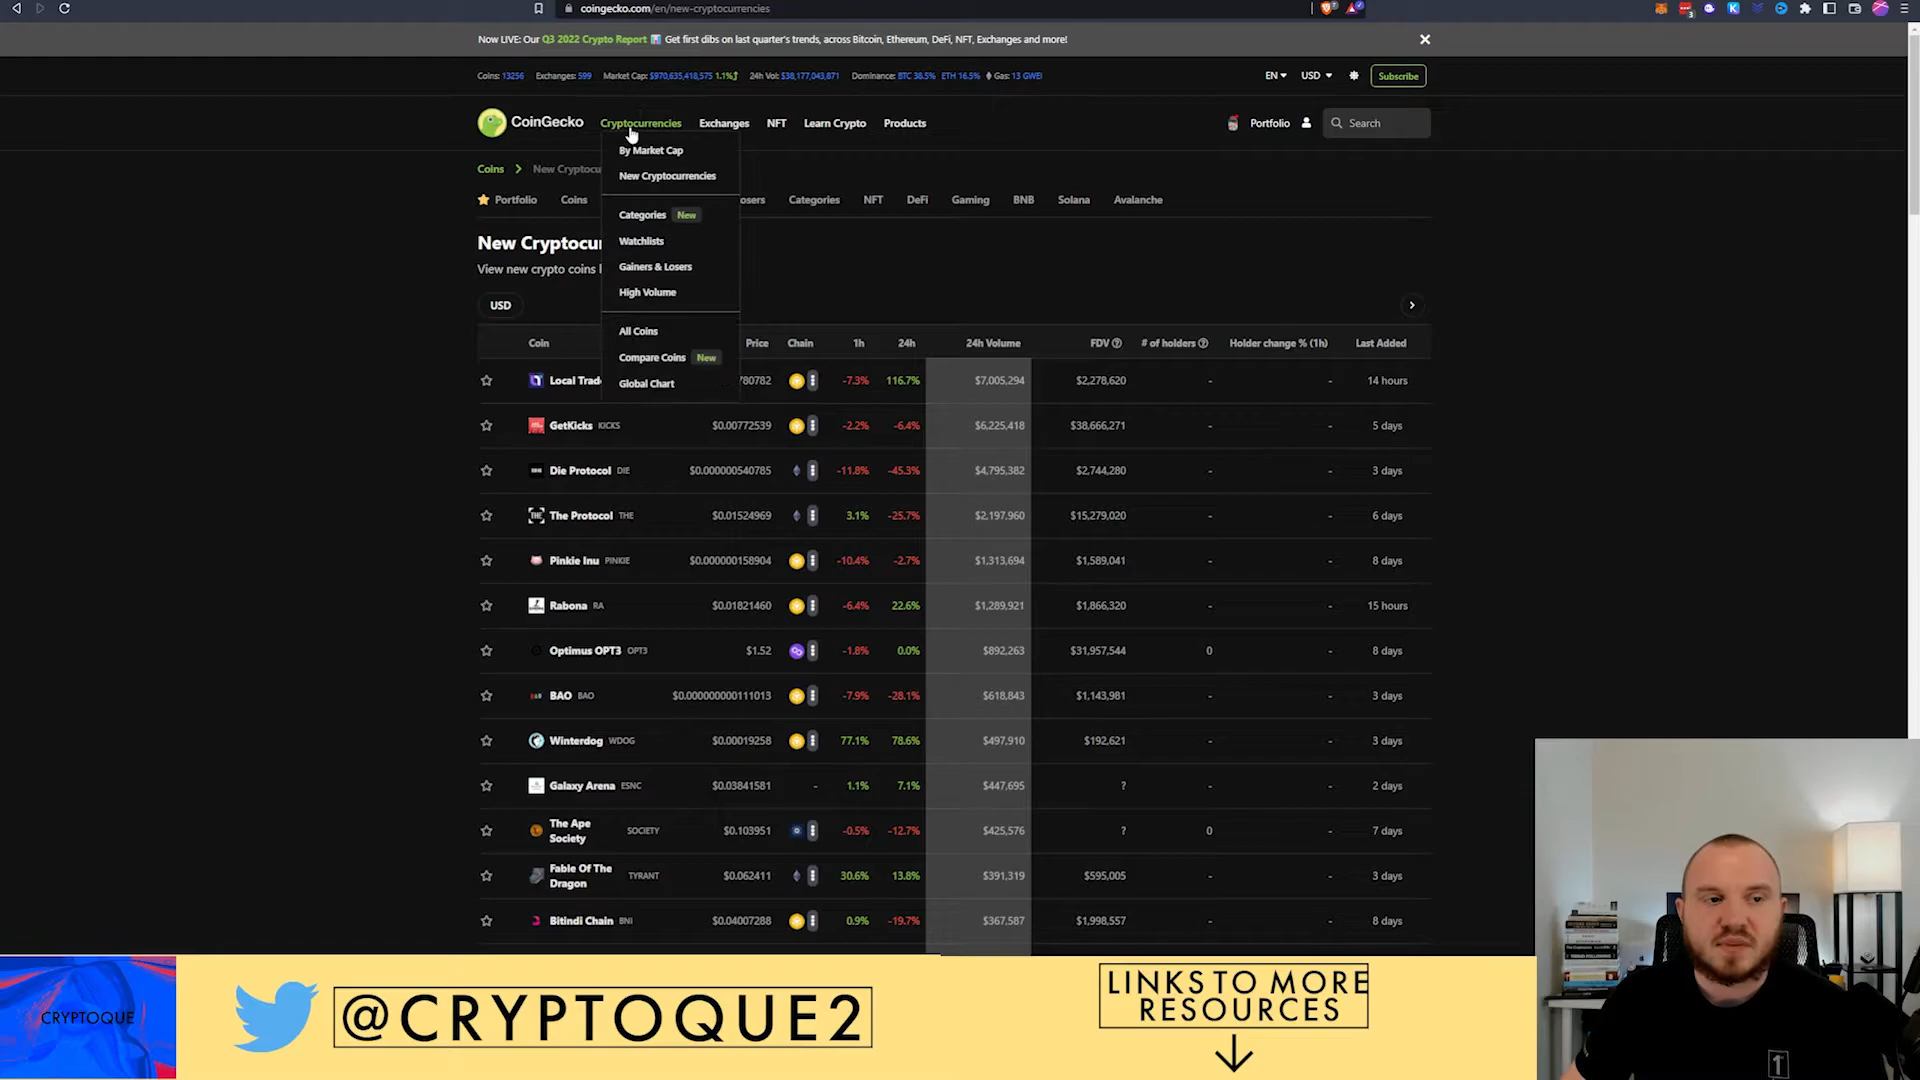 coingecko.com/en/new-cryptocurrencies
Now LIVE: Our Q3 2022 Crypto Report Get first dibs on last quarter's trends, across Bitcoin, Ethereum, DeFi, NFT, Exchanges and more!
Coins: 13256 Exchanges: 599 Market Cap: $970,635,418,575 1.1% 24h Vol: $38,177,043,871 Dominance: BTC 38.5% ETH 16.5% Gas: 13 GWEI EN USD Subscribe
CoinGecko Cryptocurrencies Exchanges NFT Learn Crypto Products Portfolio Search
By Market Cap
Coins New Cryptocu
New Cryptocurrencies
Portfolio Coins osers Categories NFT DeFi Gaming BNB Solana Avalanche
Categories New
Watchlists
New Cryptocur
View new crypto coins
Gainers & Losers
High Volume
USD
All Coins
Coin Price Chain 1h 24h 24h Volume FDV # of holders Holder change % (1h) Last Added
Compare Coins New
Global Chart
Local Trade 780782 -7.3% 116.7% $7,005,294 $2,278,620 - - 14 hours
GetKicks KICKS $0.00772539 -2.2% -6.4% $6,225,418 $38,666,271 - - 5 days
Die Protocol DIE $0.000000540785 -11.8% -45.3% $4,795,382 $2,744,280 - - 3 days
The Protocol THE $0.01524969 3.1% -25.7% $2,197,960 $15,279,020 - - 6 days
Pinkie Inu PINKIE $0.000000158904 -10.4% -2.7% $1,313,694 $1,589,041 - - 8 days
Rabona RA $0.01821460 -6.4% 22.6% $1,289,921 $1,866,320 - - 15 hours
Optimus OPT3 OPT3 $1.52 -1.8% 0.0% $892,263 $31,957,544 0 - 8 days
BAO BAO $0.000000000111013 -7.9% -28.1% $618,843 $1,143,981 - - 3 days
Winterdog WDOG $0.00019258 77.1% 78.6% $497,910 $192,621 - - 3 days
Galaxy Arena ESNC $0.03841581 - 1.1% 7.1% $447,695 ? - - 2 days
The Ape Society SOCIETY $0.103951 -0.5% -12.7% $425,576 ? 0 - 7 days
Fable Of The Dragon TYRANT $0.062411 30.6% 13.8% $391,319 $595,005 - - 3 days
Bitindi Chain BNI $0.04007288 0.9% -19.7% $367,587 $1,998,557 - - 8 days
CRYPTOQUE
@CRYPTOQUE2
LINKS TO MORE
RESOURCES